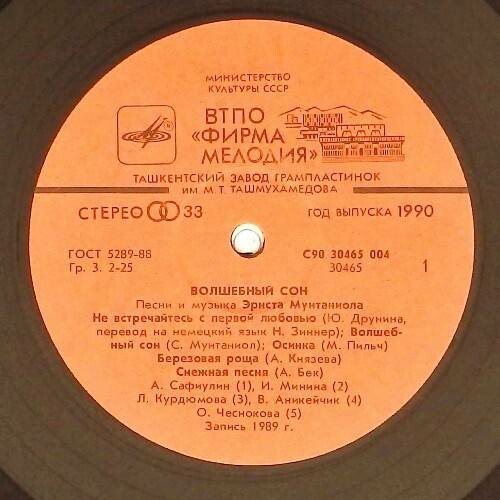 МИНИСТЕРСТВО
КУЛЬТУРЫ СССР
ВТПО
«ФИРМА
МЕЛОДИЯ»
ТАШКЕНТСКИЙ ЗАВОД ГРАМПЛАСТИНОК
ИМ. М. Т. ТАШМУХАМЕДОВА
СТЕРЕО 33
ГОД ВЫПУСКА 1990
ГОСТ 5289-88
Гр. 3. 2-25
С90 30465 004
30465
1
ВОЛШЕБНЫЙ СОН
Песни и музыка Эрнста Мунтаниола
Не встречайтесь с первой любовью (Ю. Друнина,
перевод на немецкий язык Н. Зиннер); Волшеб-
ный сон (С. Мунтаниол); Осинка (М. Пильч)
Березовая роща (А. Князева)
Снежная песня (А. Бек)
А. Сафиулин (1), И. Минина (2)
Л. Курдюмова (3), В. Аникейчик (4)
О. Чеснокова (5)
Запись 1989 г.